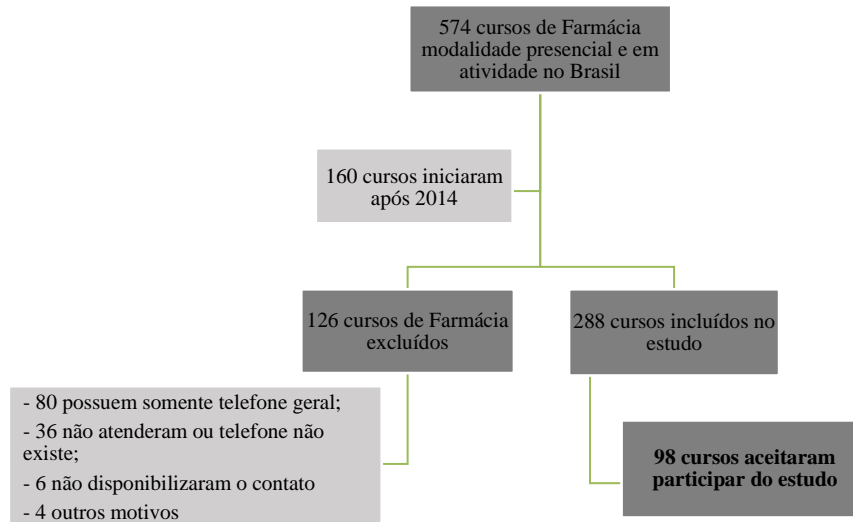 574 cursos de Farmácia
modalidade presencial e em
atividade no Brasil
160 cursos iniciaram
após 2014
126 cursos de Farmácia
excluídos
288 cursos incluídos no
estudo
- 80 possuem somente telefone geral;
- 36 não atenderam ou telefone não
existe;
- 6 não disponibilizaram o contato
- 4 outros motivos
98 cursos aceitaram
participar do estudo